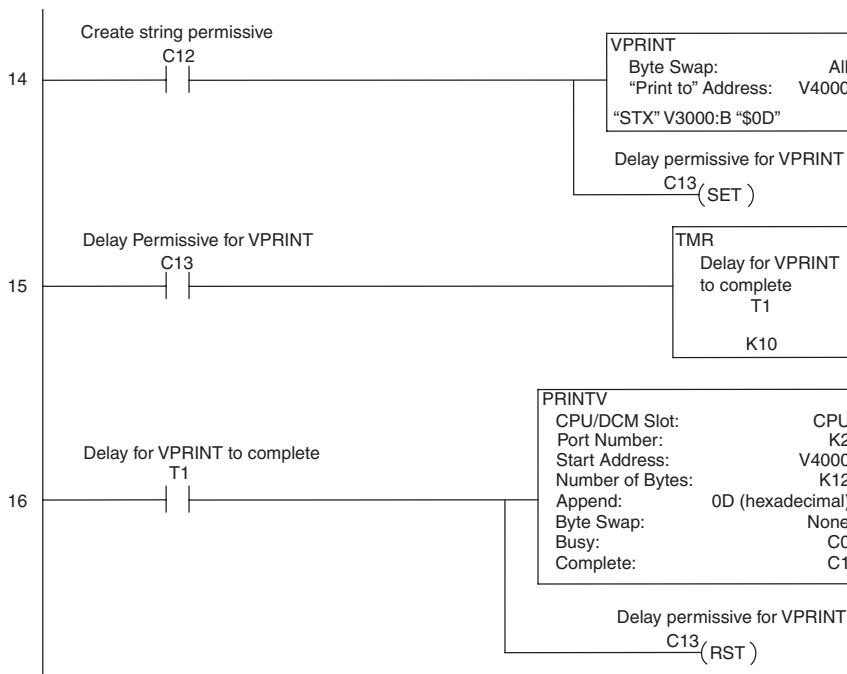 Create string permissive
C12
14
VPRINT
Byte Swap: All
“Print to” Address: V4000
“STX” V3000:B “$0D”
Delay permissive for VPRINT
C13
SET
Delay Permissive for VPRINT
C13
15
TMR
Delay for VPRINT
to complete
T1
K10
PRINTV
CPU/DCM Slot: CPU
Port Number: K2
Start Address: V4000
Number of Bytes: K12
Append: 0D (hexadecimal)
Byte Swap: None
Busy: C0
Complete: C1
Delay for VPRINT to complete
T1
16
Delay permissive for VPRINT
C13
RST